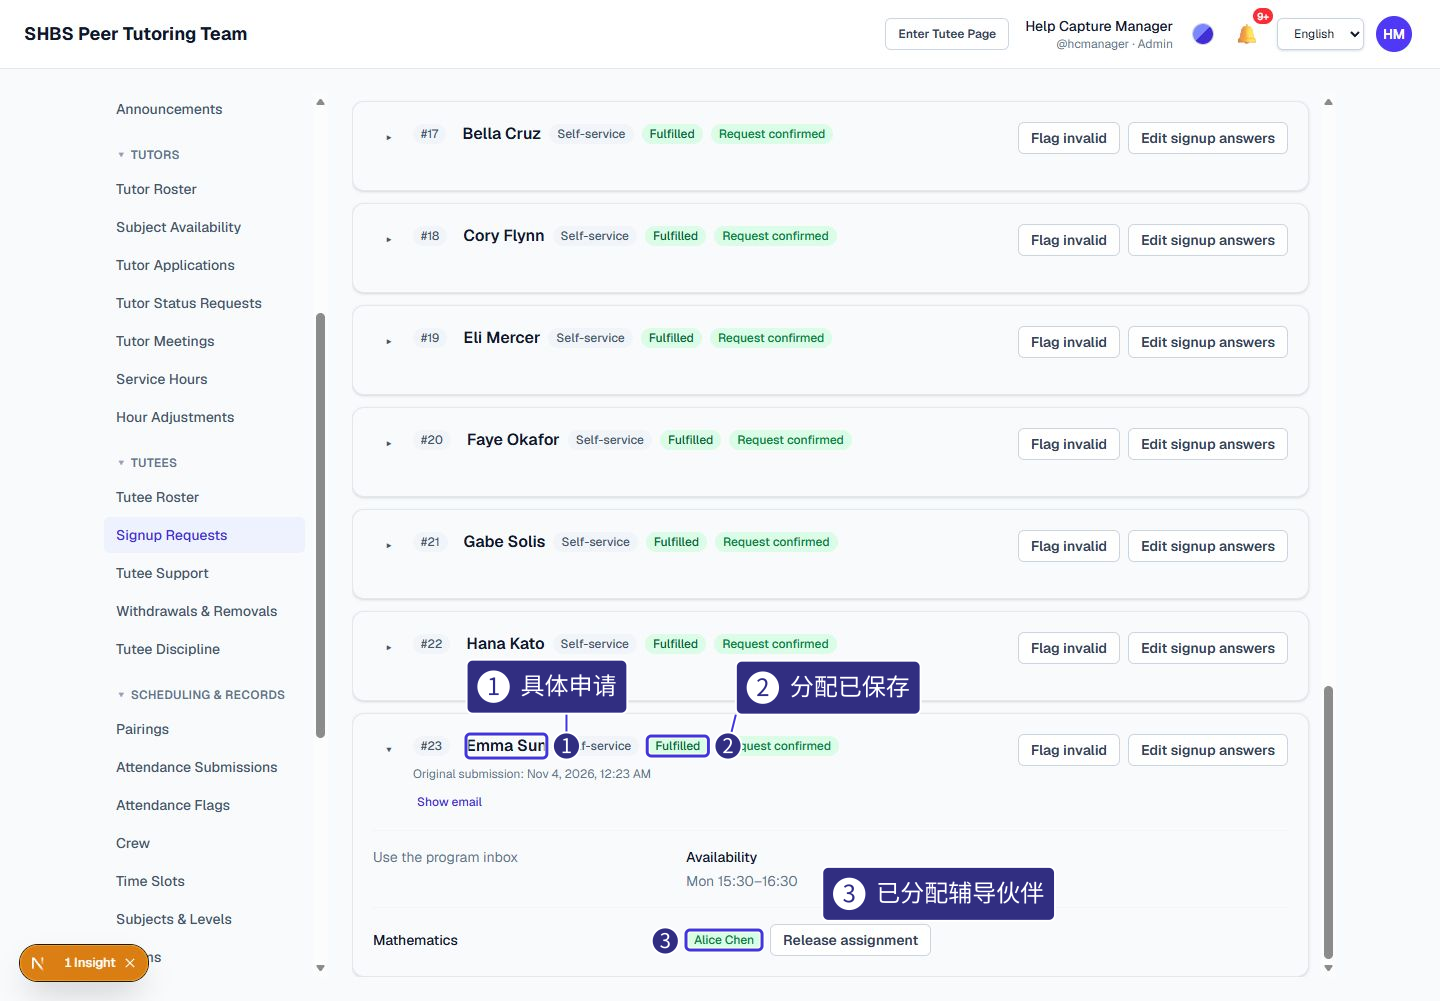 SHBS Peer Tutoring Team
Enter Tutee Page
Help Capture Manager
@hcmanager · Admin
9+
English
HM
Announcements
TUTORS
Tutor Roster
Subject Availability
Tutor Applications
Tutor Status Requests
Tutor Meetings
Service Hours
Hour Adjustments
TUTEES
Tutee Roster
Signup Requests
Tutee Support
Withdrawals & Removals
Tutee Discipline
SCHEDULING & RECORDS
Pairings
Attendance Submissions
Attendance Flags
Crew
Time Slots
Subjects & Levels
ms
N 1 Insight ×
#17 Bella Cruz Self-service Fulfilled Request confirmed Flag invalid Edit signup answers
#18 Cory Flynn Self-service Fulfilled Request confirmed Flag invalid Edit signup answers
#19 Eli Mercer Self-service Fulfilled Request confirmed Flag invalid Edit signup answers
#20 Faye Okafor Self-service Fulfilled Request confirmed Flag invalid Edit signup answers
#21 Gabe Solis Self-service Fulfilled Request confirmed Flag invalid Edit signup answers
#22 Hana Kato Self-service Fulfilled Request confirmed Flag invalid Edit signup answers
1 具体申请
2 分配已保存
#23 Emma Sun 1 f-service Fulfilled 2 quest confirmed Flag invalid Edit signup answers
Original submission: Nov 4, 2026, 12:23 AM
Show email
Use the program inbox
Availability
Mon 15:30–16:30
3 已分配辅导伙伴
Mathematics 3 Alice Chen Release assignment